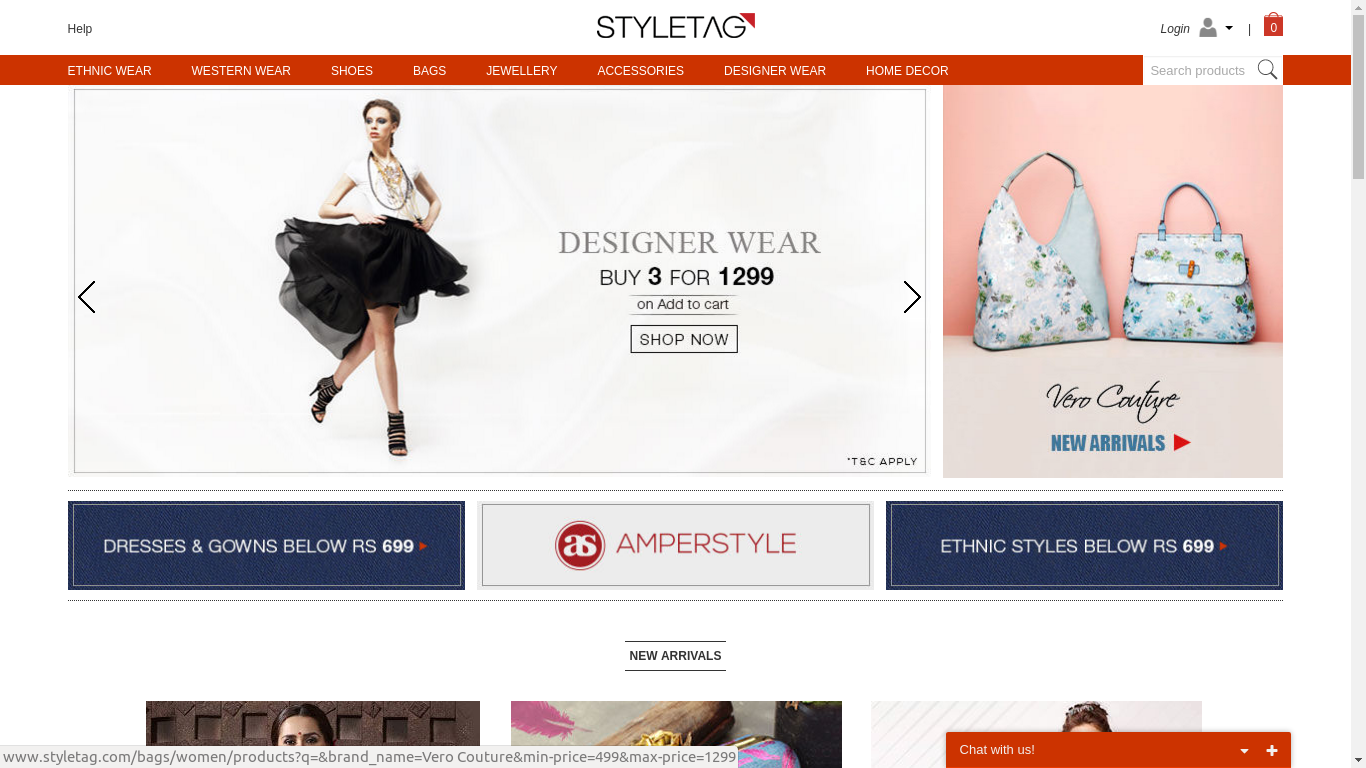 Help
STYLETAG
Login
|
0
ETHNIC WEAR
WESTERN WEAR
SHOES
BAGS
JEWELLERY
ACCESSORIES
DESIGNER WEAR
HOME DECOR
Search products
DESIGNER WEAR
BUY 3 FOR 1299
on Add to cart
SHOP NOW
*T&C APPLY
Vero Couture
NEW ARRIVALS
DRESSES & GOWNS BELOW RS 699
as AMPERSTYLE
ETHNIC STYLES BELOW RS 699
NEW ARRIVALS
Chat with us!
www.styletag.com/bags/women/products?q=&brand_name=Vero Couture&min-price=499&max-price=1299